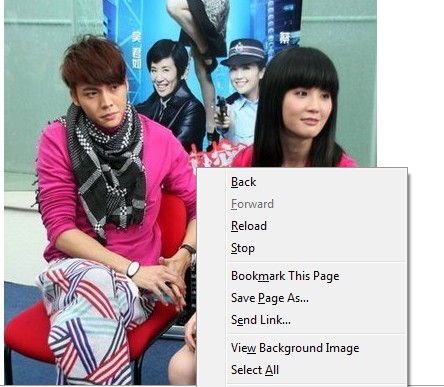 吳君如
蔡
Back
Forward
Reload
Stop
Bookmark This Page
Save Page As...
Send Link...
View Background Image
Select All